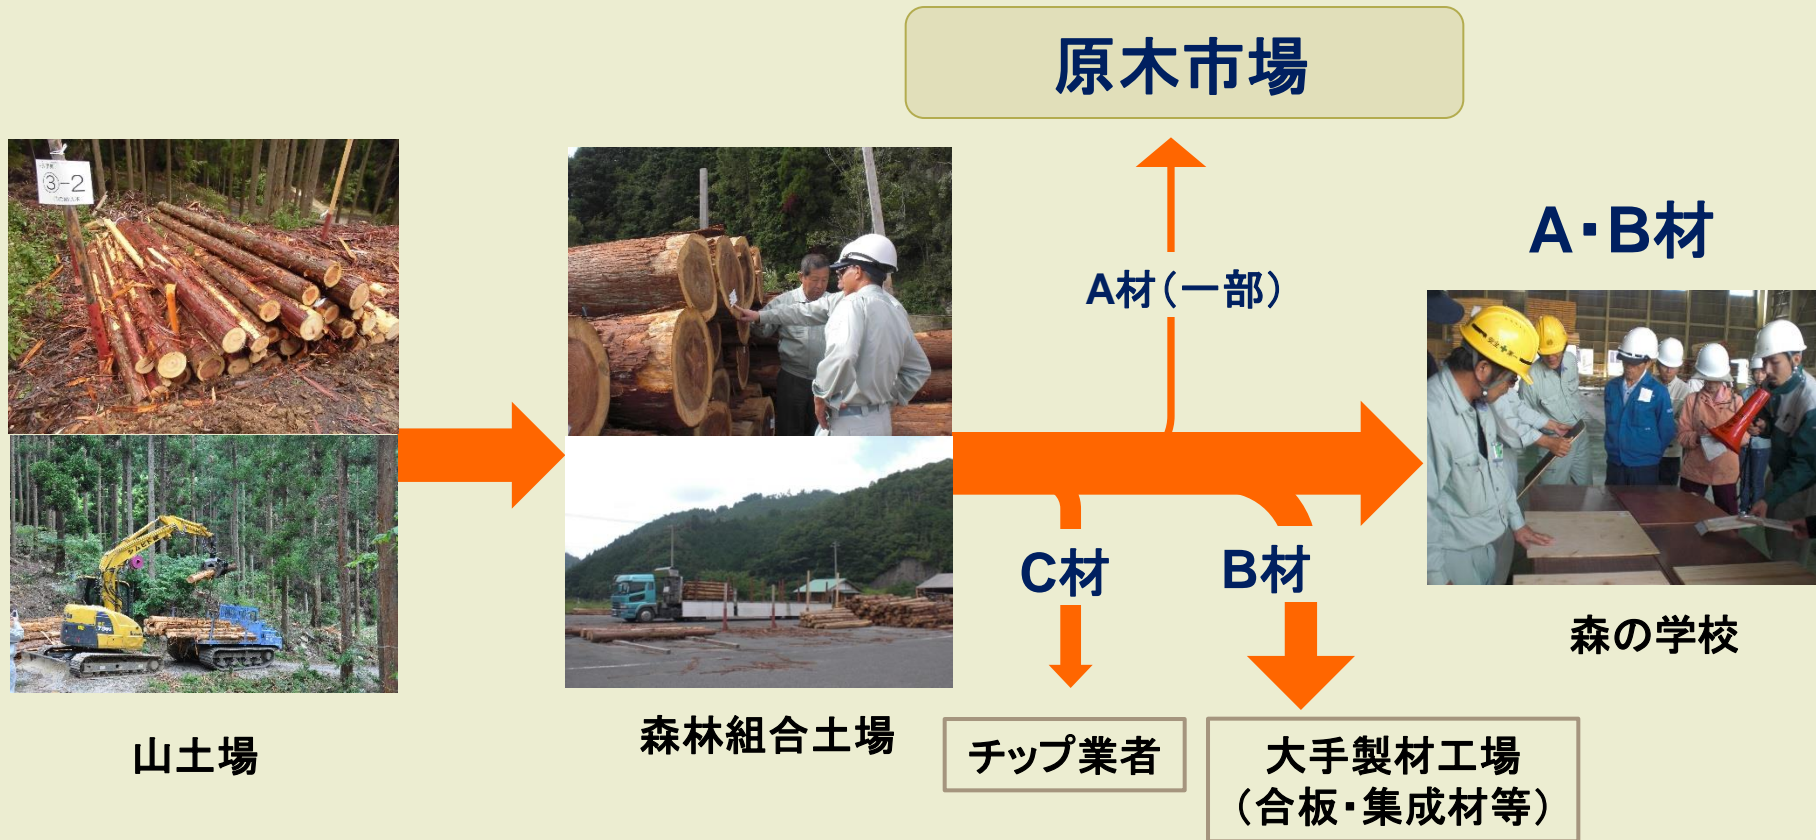 原木市場
③-2
A・B材
A材(一部)
C材
B材
森の学校
森林組合土場
山土場
チップ業者
大手製材工場
(合板・集成材等)